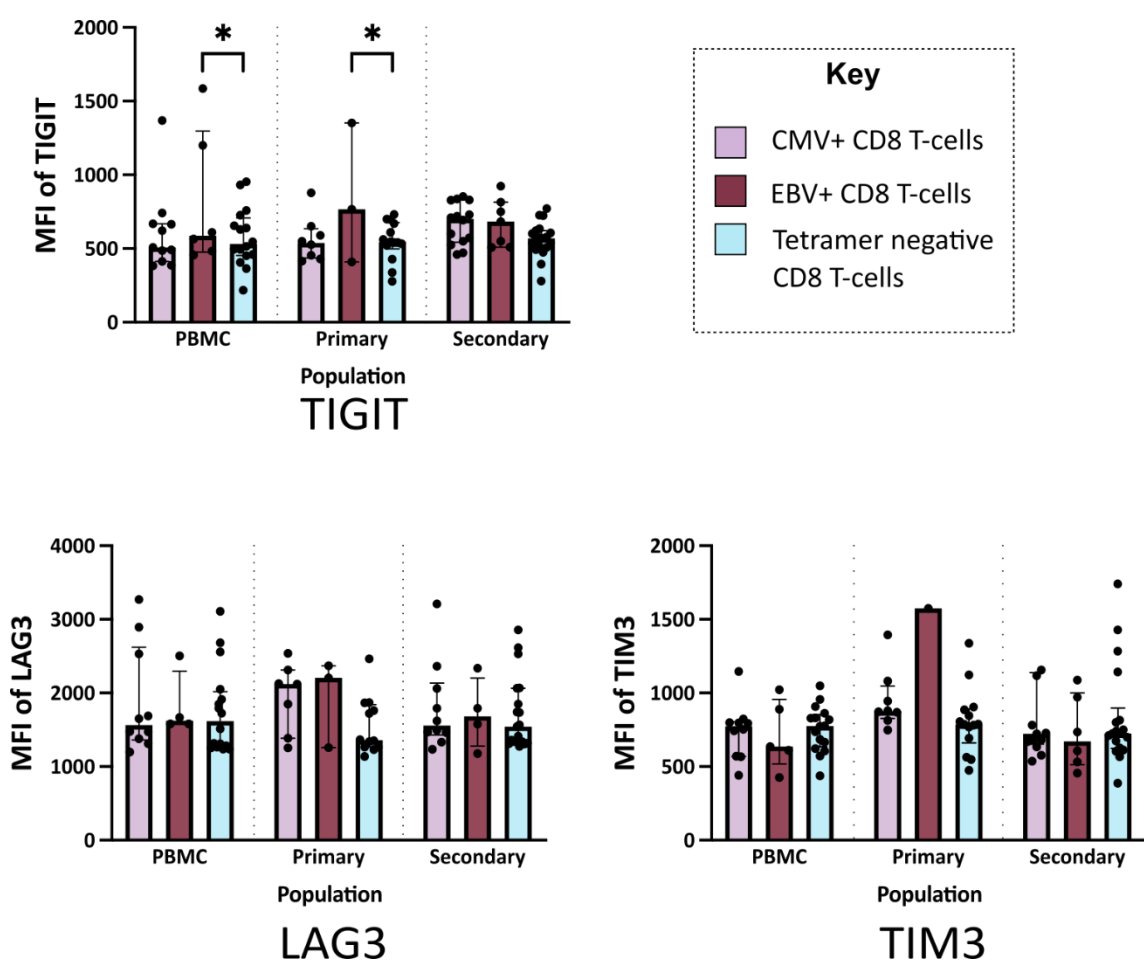 2000
1500
1000
500
0
MFI of TIGIT
*
*
PBMC
Primary
Secondary
Population
TIGIT
Key
CMV+ CD8 T-cells
EBV+ CD8 T-cells
Tetramer negative
CD8 T-cells
4000
3000
2000
1000
0
MFI of LAG3
PBMC
Primary
Secondary
Population
LAG3
2000
1500
1000
500
0
MFI of TIM3
PBMC
Primary
Secondary
Population
TIM3